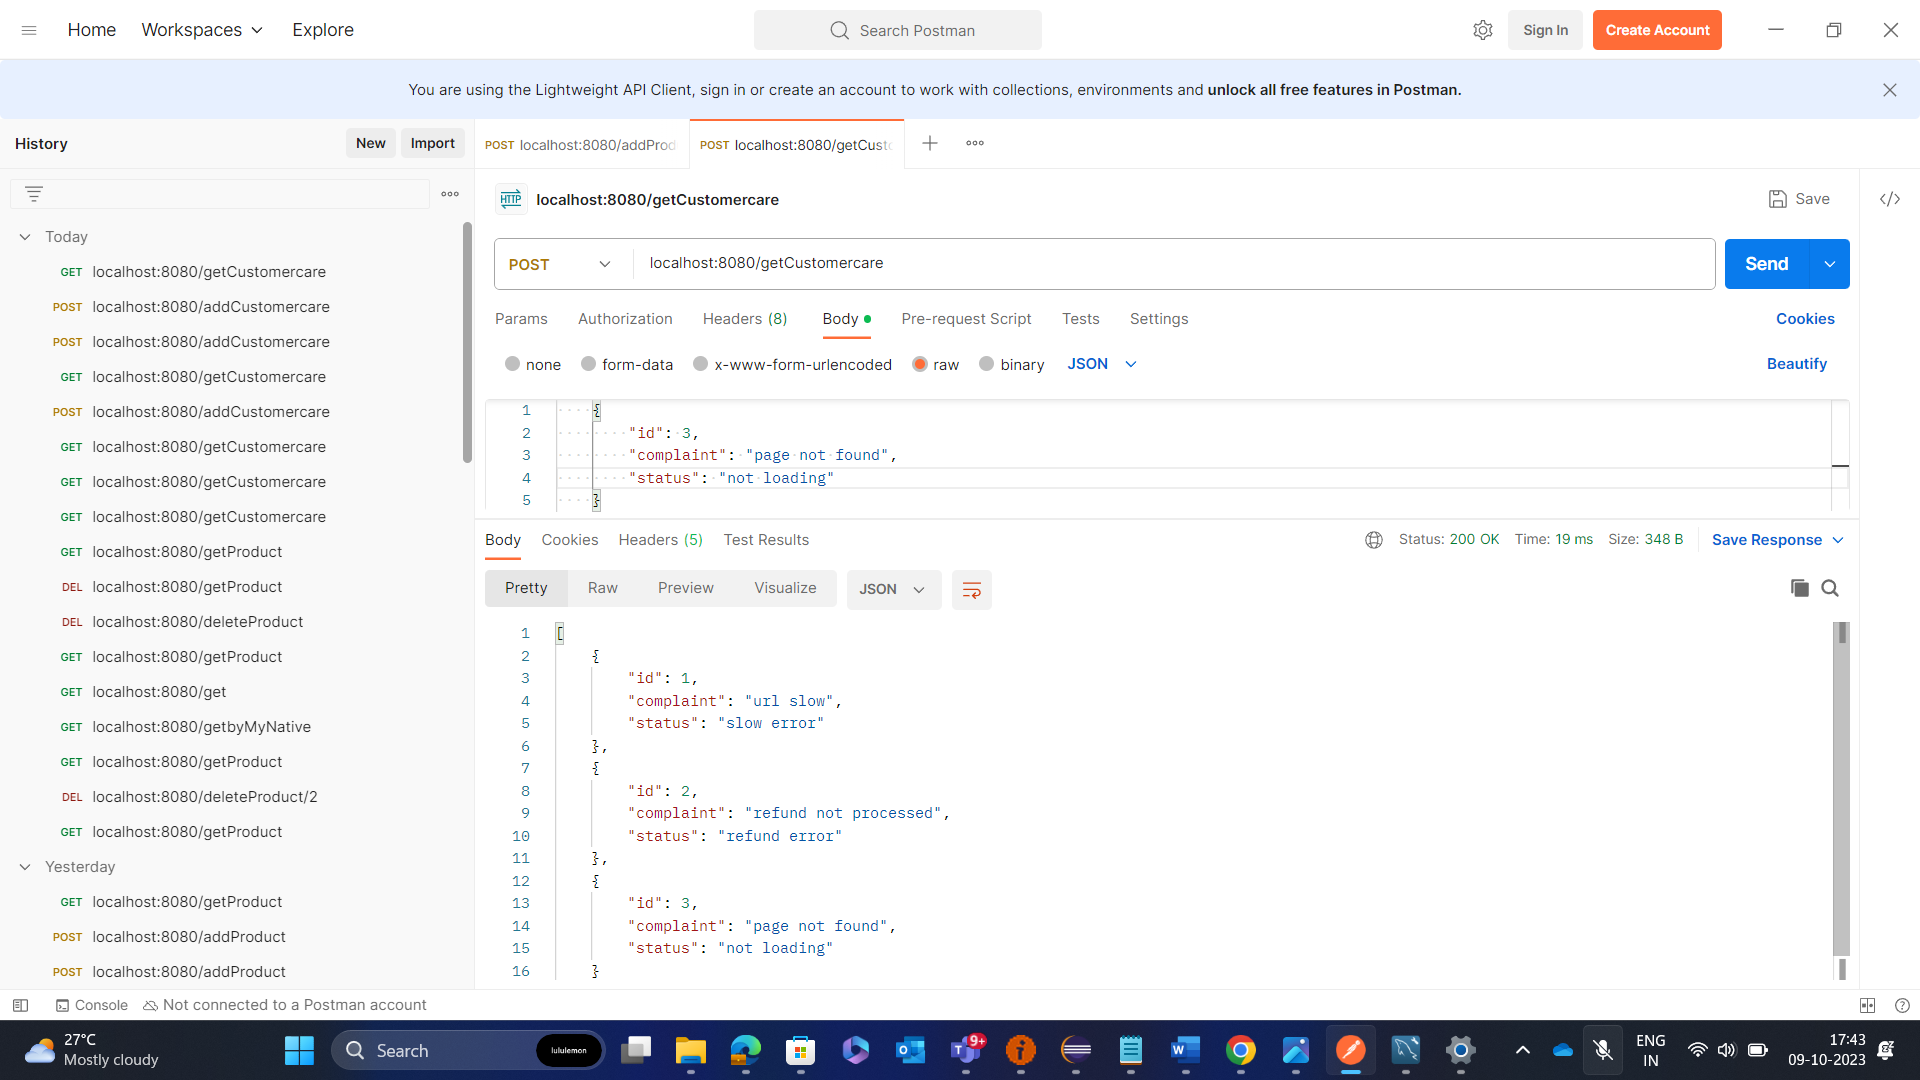 Home Workspaces Explore Search Postman Sign In Create Account
You are using the Lightweight API Client, sign in or create an account to work with collections, environments and unlock all free features in Postman.
History New Import
Today
GET localhost:8080/getCustomercare
POST localhost:8080/addCustomercare
POST localhost:8080/addCustomercare
GET localhost:8080/getCustomercare
POST localhost:8080/addCustomercare
GET localhost:8080/getCustomercare
GET localhost:8080/getCustomercare
GET localhost:8080/getCustomercare
GET localhost:8080/getProduct
DEL localhost:8080/getProduct
DEL localhost:8080/deleteProduct
GET localhost:8080/getProduct
GET localhost:8080/get
GET localhost:8080/getbyMyNative
GET localhost:8080/getProduct
DEL localhost:8080/deleteProduct/2
GET localhost:8080/getProduct
Yesterday
GET localhost:8080/getProduct
POST localhost:8080/addProduct
POST localhost:8080/addProduct
POST localhost:8080/addProd POST localhost:8080/getCust
HTTP localhost:8080/getCustomercare Save
POST localhost:8080/getCustomercare Send
Params Authorization Headers (8) Body Pre-request Script Tests Settings Cookies
none form-data x-www-form-urlencoded raw binary JSON Beautify
1 {
2 "id": 3,
3 "complaint": "page not found",
4 "status": "not loading"
5 }
Body Cookies Headers (5) Test Results Status: 200 OK Time: 19 ms Size: 348 B Save Response
Pretty Raw Preview Visualize JSON
1 [
2 {
3 "id": 1,
4 "complaint": "url slow",
5 "status": "slow error"
6 },
7 {
8 "id": 2,
9 "complaint": "refund not processed",
10 "status": "refund error"
11 },
12 {
13 "id": 3,
14 "complaint": "page not found",
15 "status": "not loading"
16 }
Console Not connected to a Postman account
27°C
Mostly cloudy
Search lululemon
9+
ENG
IN
17:43
09-10-2023